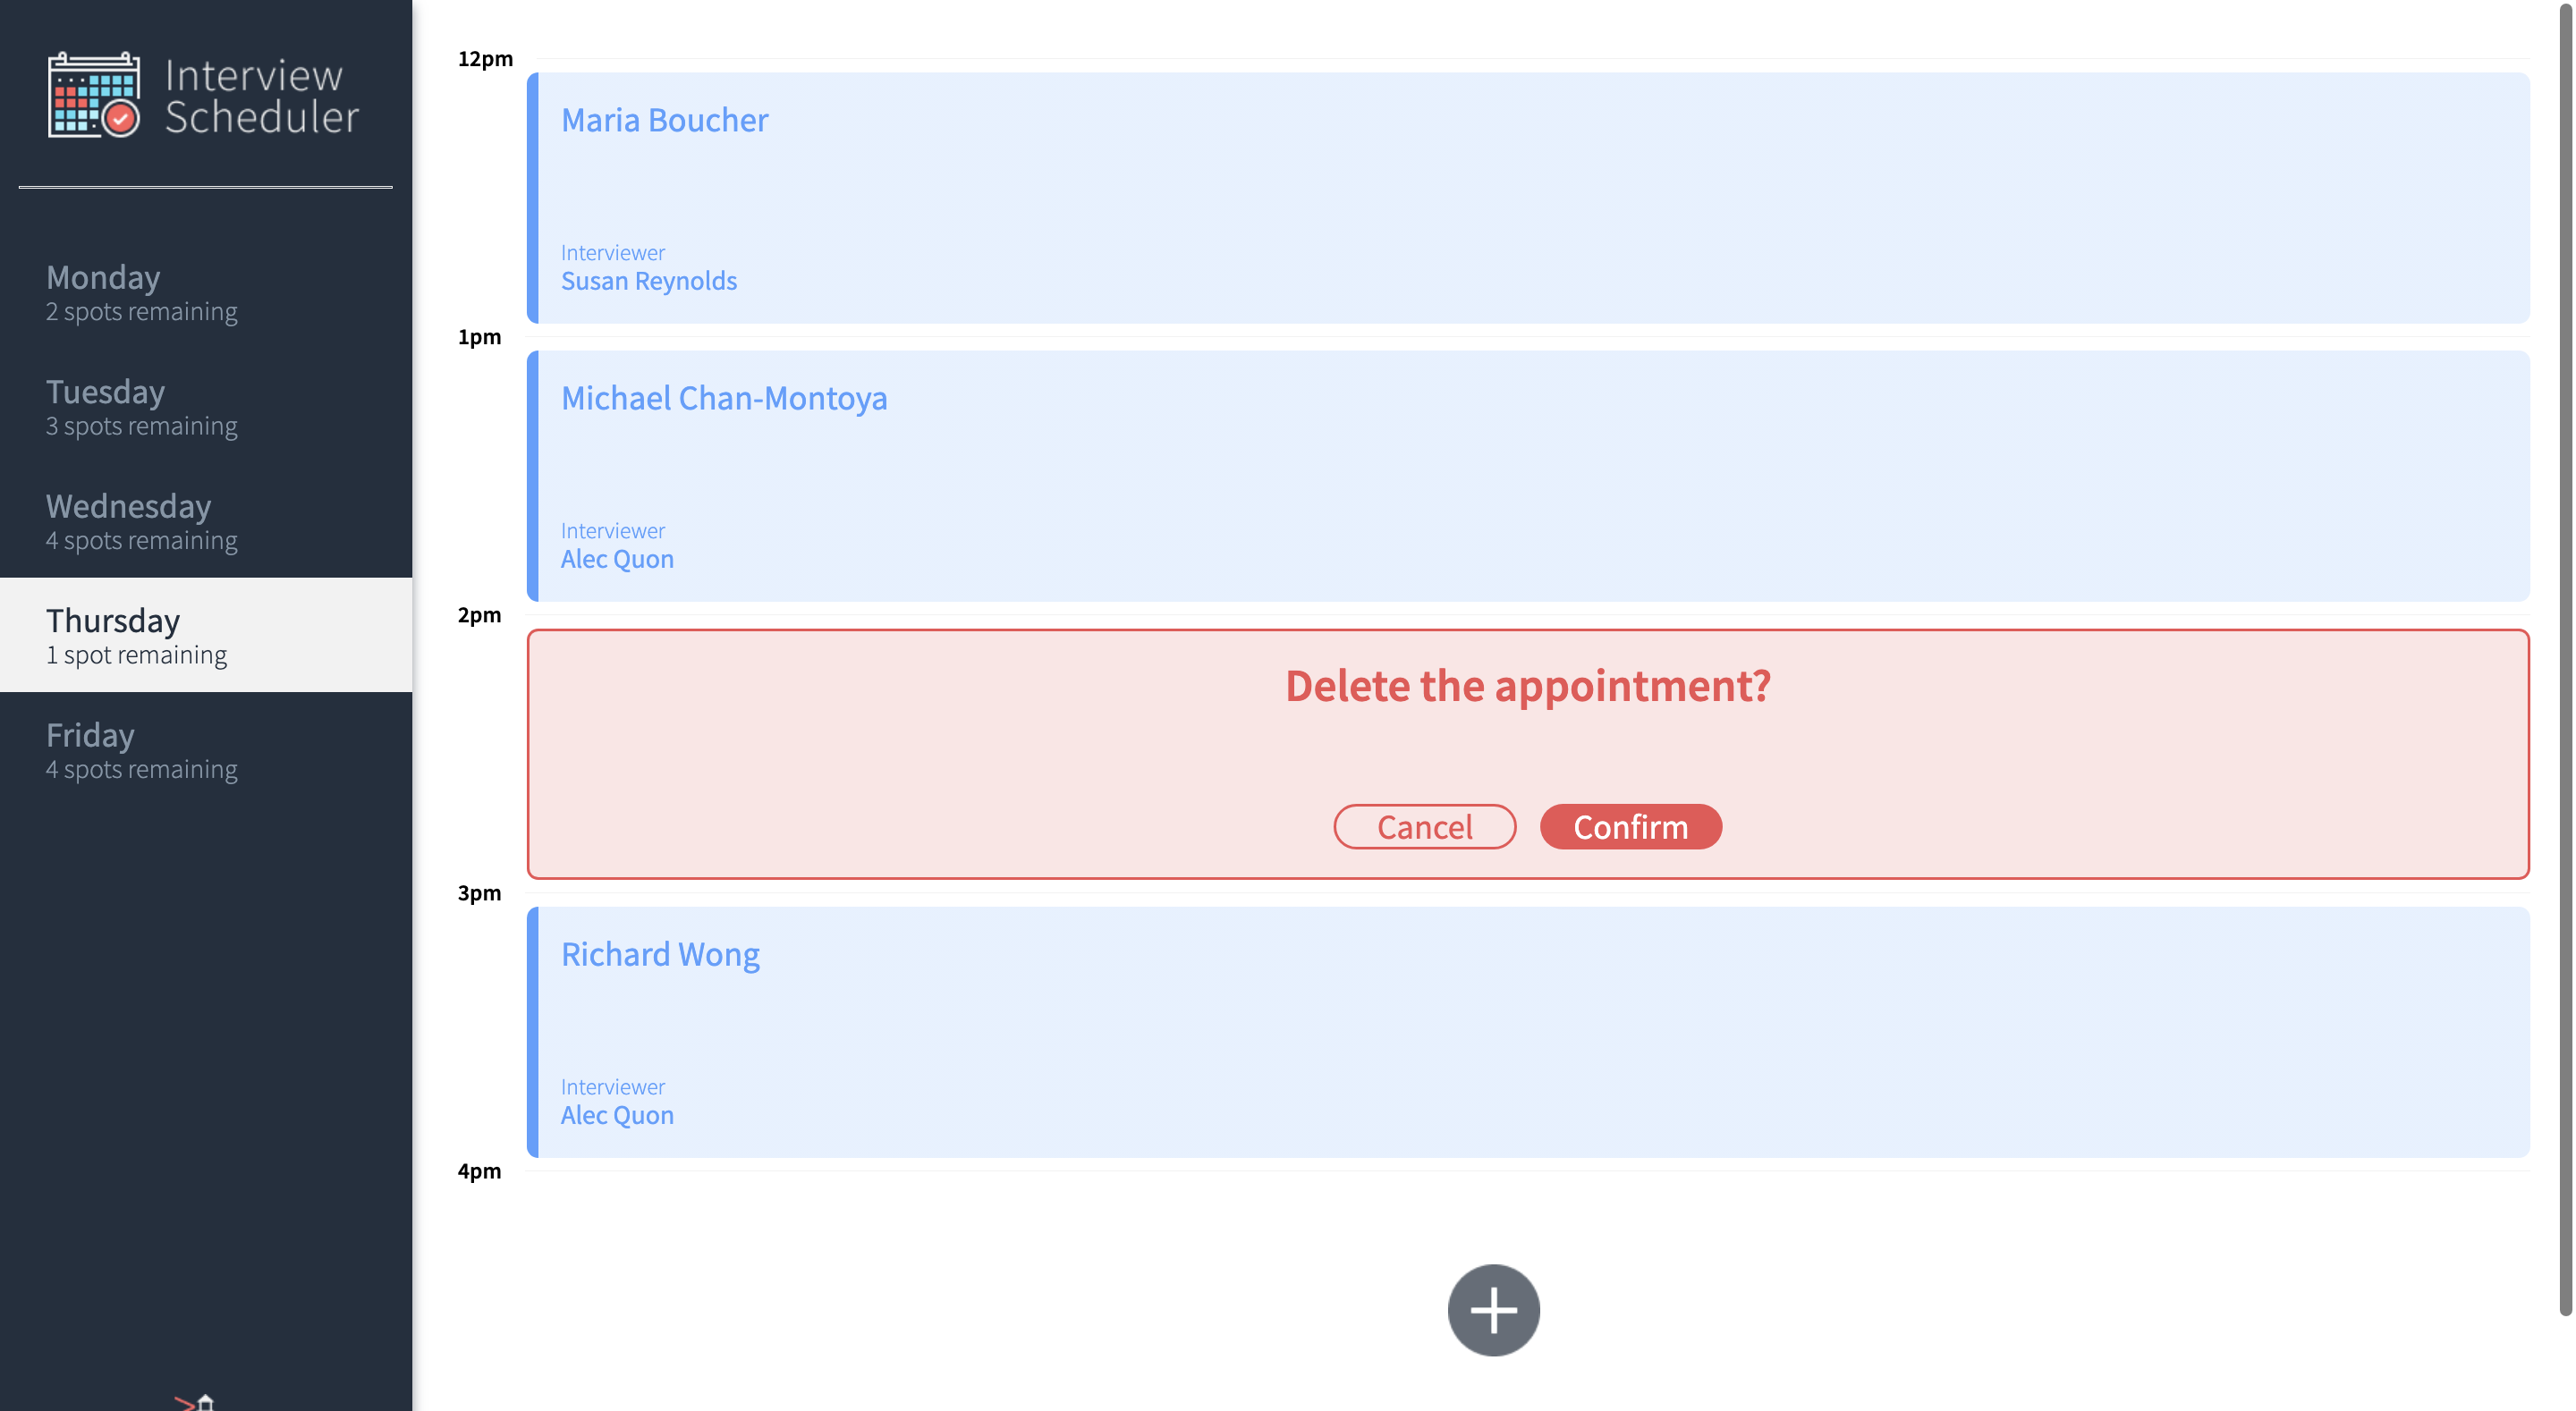 Interview
Scheduler
Monday
2 spots remaining
Tuesday
3 spots remaining
Wednesday
4 spots remaining
Thursday
1 spot remaining
Friday
4 spots remaining
12pm
Maria Boucher
Interviewer
Susan Reynolds
1pm
Michael Chan-Montoya
Interviewer
Alec Quon
2pm
Delete the appointment?
Cancel Confirm
3pm
Richard Wong
Interviewer
Alec Quon
4pm